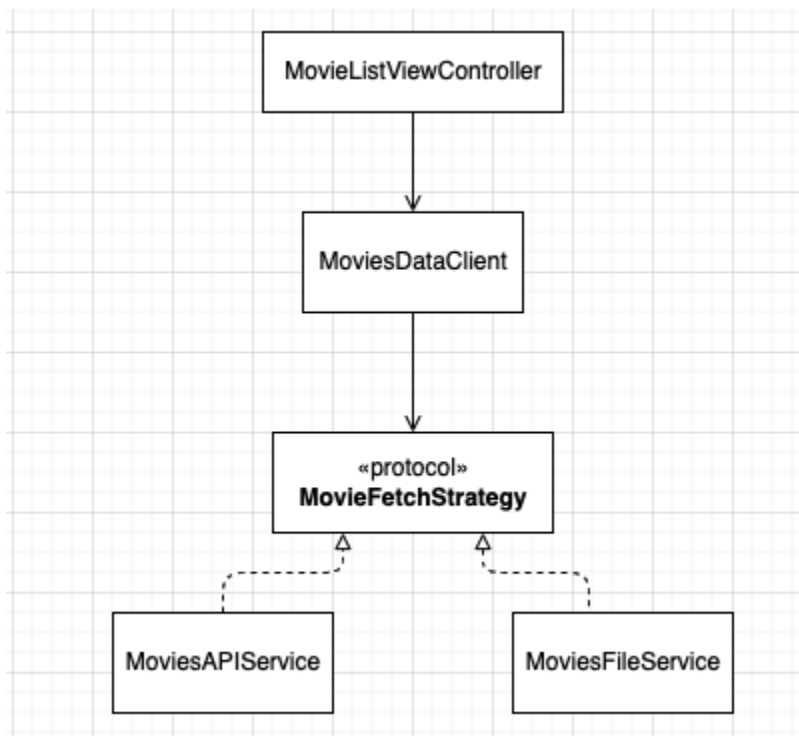 MovieListViewController
MoviesDataClient
«protocol»
MovieFetchStrategy
MoviesAPIService
MoviesFileService